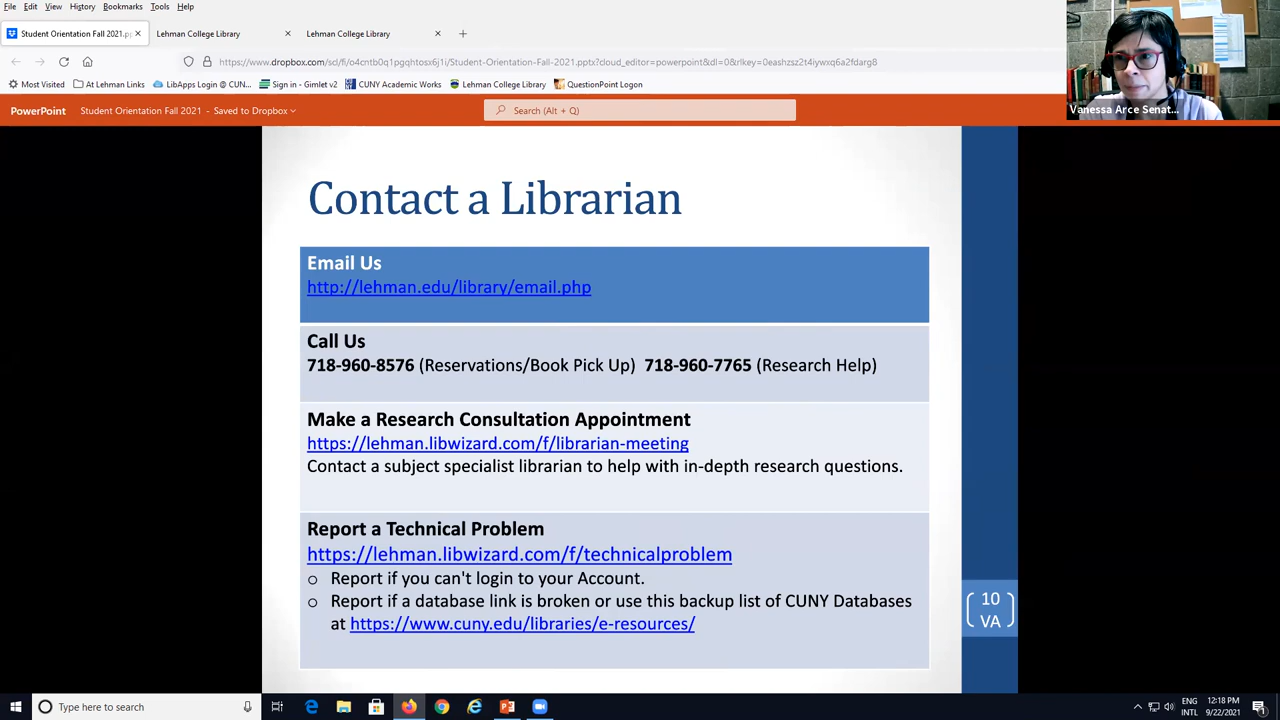 File Edit View History Bookmarks Tools Help
Student Orientation Fall 2021.pp
Lehman College Library
Lehman College Library
https://www.dropbox.com/scl/fi/o4cntb0q1pgqhtosx6j1i/Student-Orientation-Fall-2021.pptx?cloud_editor=powerpoint&dl=0&rlkey=0eashzsz2t4iywxq6a2fdarg8
Most Visited At Lehman Links LibApps Login @ CUN... Sign in - Gimlet v2 CUNY Academic Works Lehman College Library QuestionPoint Logon
Vanessa Arce Senat...
PowerPoint Student Orientation Fall 2021 - Saved to Dropbox Search (Alt + Q)
Contact a Librarian
Email Us
http://lehman.edu/library/email.php
Call Us
718-960-8576 (Reservations/Book Pick Up) 718-960-7765 (Research Help)
Make a Research Consultation Appointment
https://lehman.libwizard.com/f/librarian-meeting
Contact a subject specialist librarian to help with in-depth research questions.
Report a Technical Problem
https://lehman.libwizard.com/f/technicalproblem
o Report if you can't login to your Account.
o Report if a database link is broken or use this backup list of CUNY Databases
at https://www.cuny.edu/libraries/e-resources/
10
VA
Type here to search
ENG
INTL
12:18 PM
9/22/2021
1